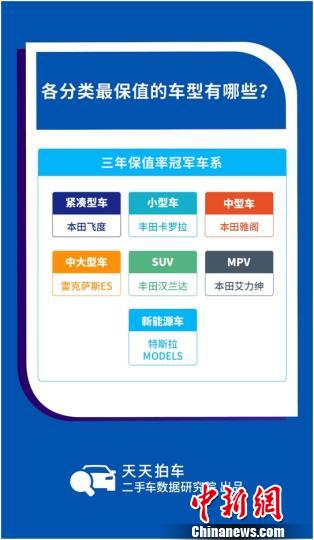 各分类最保值的车型有哪些?
三年保值率冠军车系
紧凑型车
本田飞度
小型车
丰田卡罗拉
中型车
本田雅阁
中大型车
雷克萨斯ES
SUV
丰田汉兰达
MPV
本田艾力绅
新能源车
特斯拉
MODELS
天天拍车
二手车数据研究院 出品
中新网
www.chinanews.com